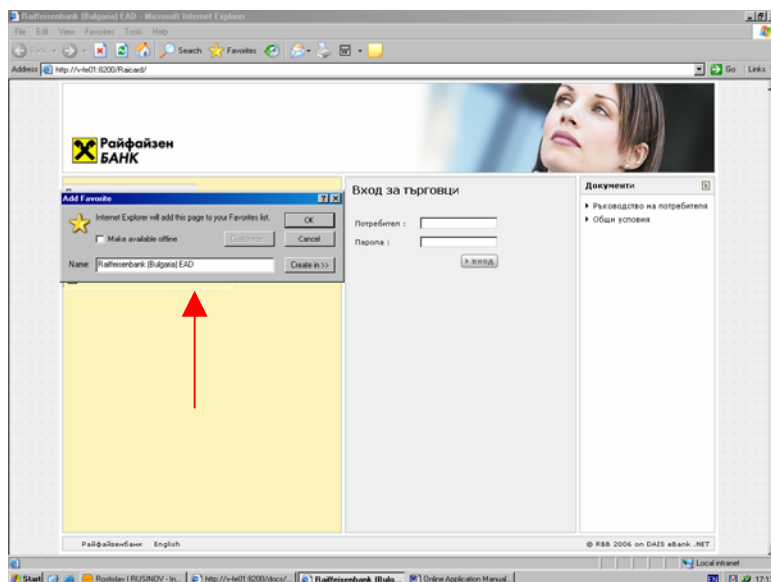 Raiffeisenbank (Bulgaria) EAD - Microsoft Internet Explorer
File Edit View Favorites Tools Help
Back Search Favorites
Address http://v-fe01:8200/Raicard/ Go Links
Райфайзен
БАНК
Add Favorite
Internet Explorer will add this page to your Favorites list.
OK
Make available offline
Customize...
Cancel
Name: Raiffeisenbank (Bulgaria) EAD
Create in >>
Вход за търговци
Потребител :
Парола :
вход
Документи
Ръководство на потребителя
Общи условия
Райфайзенбанк English
© RBB 2006 on DAIS eBank .NET
Local intranet
Start Rostislav I RUSINOV - In... http://v-fe01:8200/docs/... Raiffeisenbank (Bulg... Online Application Manual...